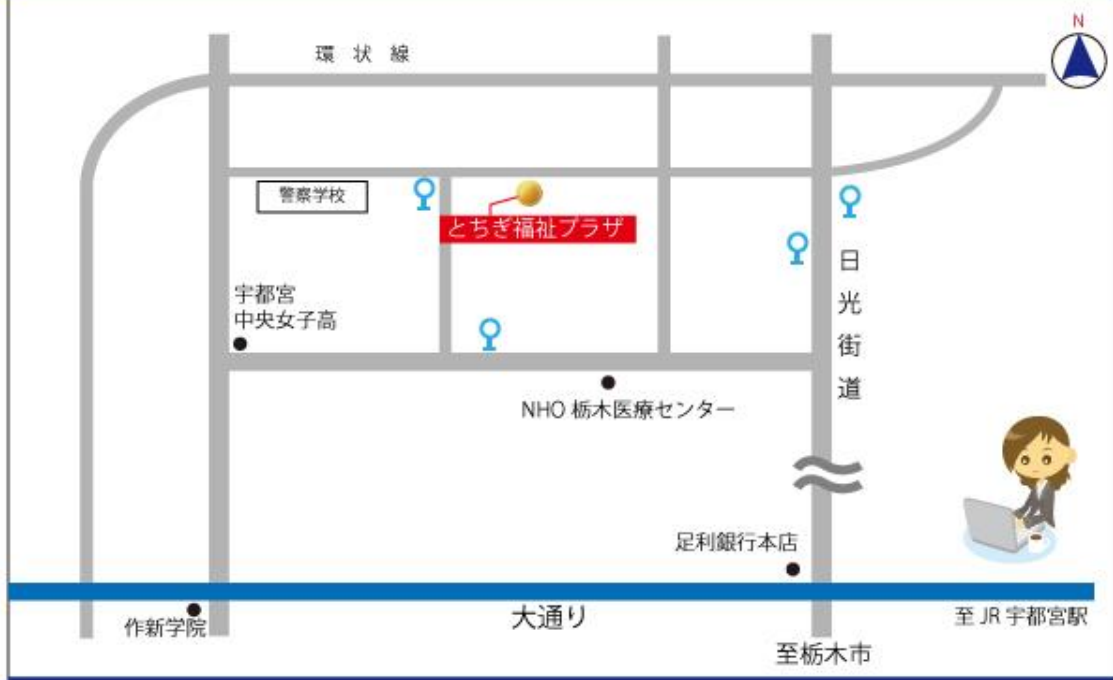 N
環状線
警察学校
とちぎ福祉プラザ
宇都宮
中央女子高
日光街道
NHO 栃木医療センター
足利銀行本店
作新学院
大通り
至 JR 宇都宮駅
至栃木市